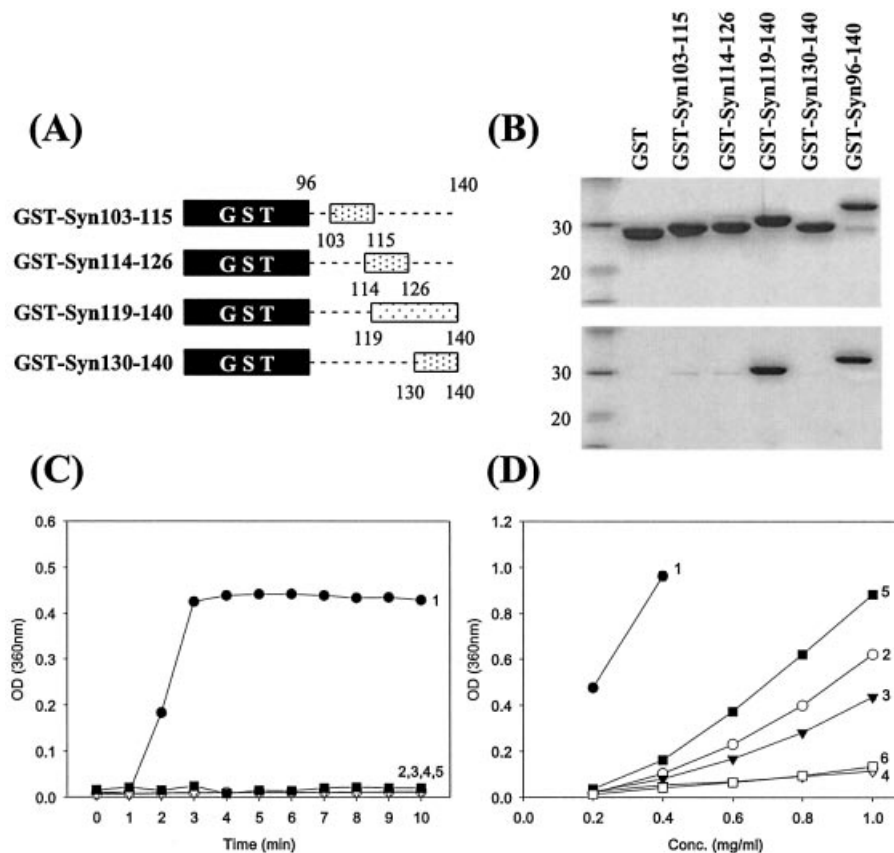 (A)
96 140
GST-Syn103-115 GST
103 115
GST-Syn114-126 GST
114 126
GST-Syn119-140 GST
119 140
GST-Syn130-140 GST
130 140
(B)
GST
GST-Syn103-115
GST-Syn114-126
GST-Syn119-140
GST-Syn130-140
GST-Syn96-140
30
20
30
20
(C)
OD (360nm)
0.6
0.5
0.4
0.3
0.2
0.1
0.0
1
2,3,4,5
0 1 2 3 4 5 6 7 8 9 10
Time (min)
(D)
OD (360nm)
1.2
1.0
0.8
0.6
0.4
0.2
0.0
1
5
2
3
6
4
0.2 0.4 0.6 0.8 1.0
Conc. (mg/ml)